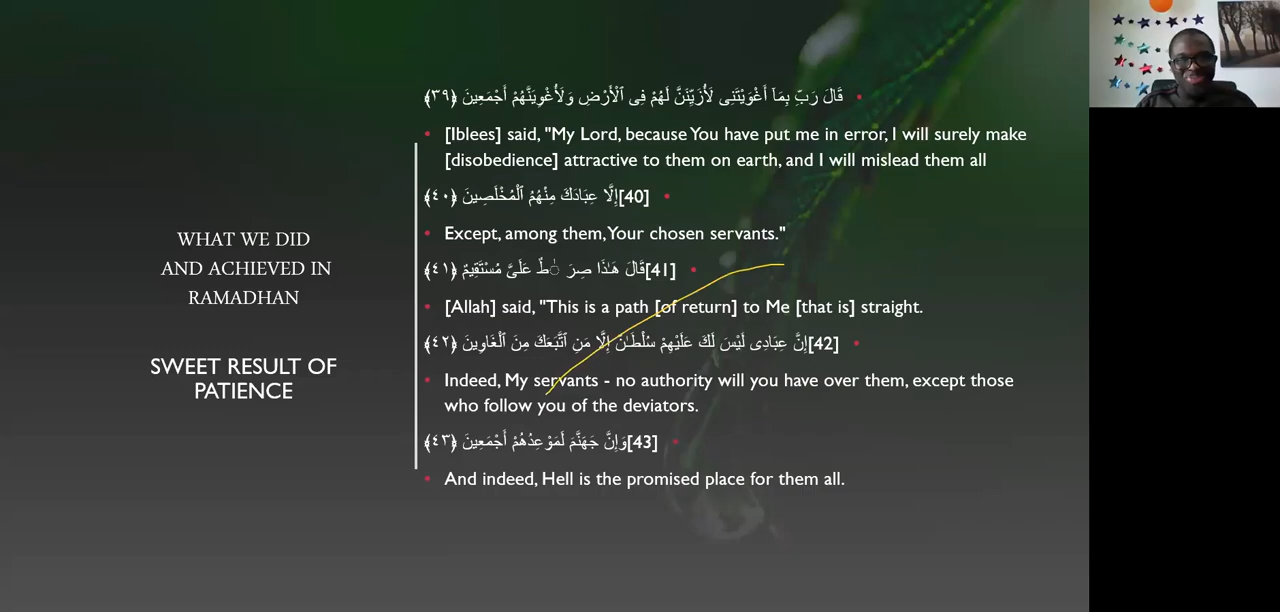 WHAT WE DID
AND ACHIEVED IN
RAMADHAN
SWEET RESULT OF
PATIENCE
قَالَ رَبِّ بِمَآ أَغْوَيْتَنِى لَأُزَيِّنَنَّ لَهُمْ فِى ٱلْأَرْضِ وَلَأُغْوِيَنَّهُمْ أَجْمَعِينَ ﴿٣٩﴾
[Iblees] said, "My Lord, because You have put me in error, I will surely make
[disobedience] attractive to them on earth, and I will mislead them all
[40]إِلَّا عِبَادَكَ مِنْهُمُ ٱلْمُخْلَصِينَ ﴿٤٠﴾
Except, among them, Your chosen servants."
[41]قَالَ هَـٰذَا صِرَ ٰ⁠طٌ عَلَىَّ مُسْتَقِيمٌ ﴿٤١﴾
[Allah] said, "This is a path [of return] to Me [that is] straight.
[42]إِنَّ عِبَادِى لَيْسَ لَكَ عَلَيْهِمْ سُلْطَـٰنٌ إِلَّا مَنِ ٱتَّبَعَكَ مِنَ ٱلْغَاوِينَ ﴿٤٢﴾
Indeed, My servants - no authority will you have over them, except those
who follow you of the deviators.
[43]وَإِنَّ جَهَنَّمَ لَمَوْعِدُهُمْ أَجْمَعِينَ ﴿٤٣﴾
And indeed, Hell is the promised place for them all.